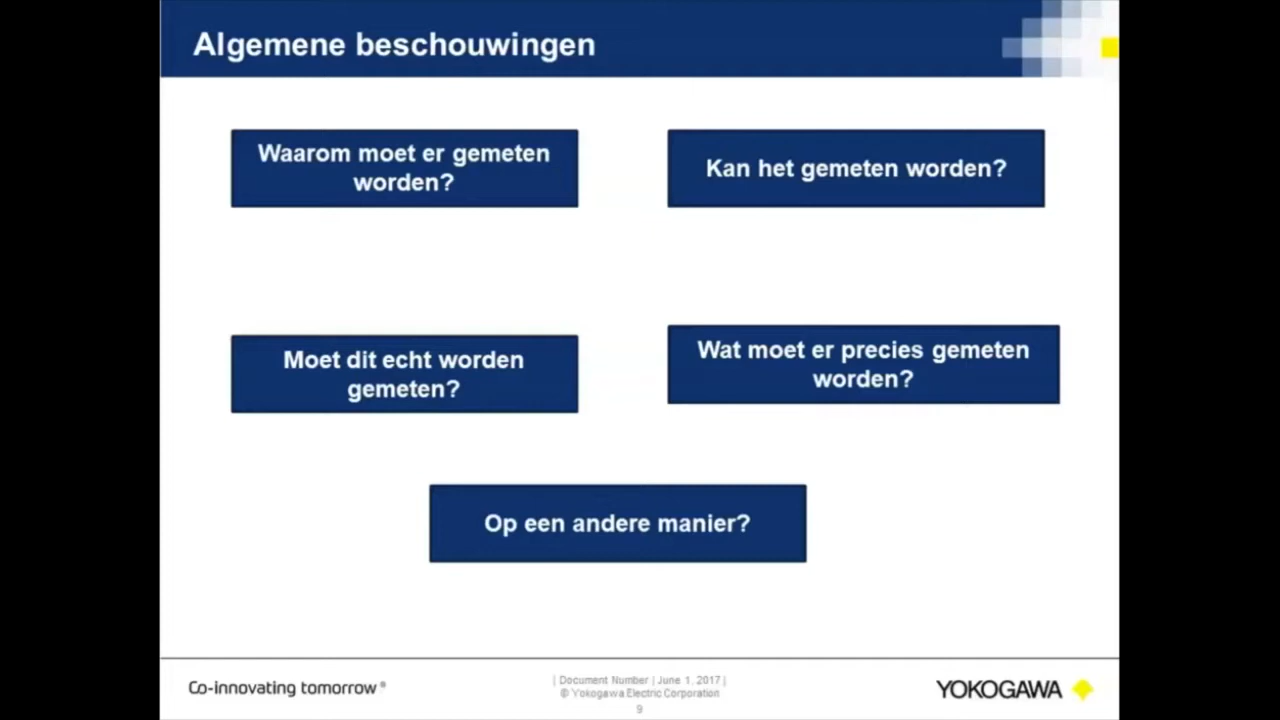 Algemene beschouwingen
Waarom moet er gemeten
worden?
Kan het gemeten worden?
Moet dit echt worden
gemeten?
Wat moet er precies gemeten
worden?
Op een andere manier?
Co-innovating tomorrow®
| Document Number | June 1, 2017 |
© Yokogawa Electric Corporation
9
YOKOGAWA